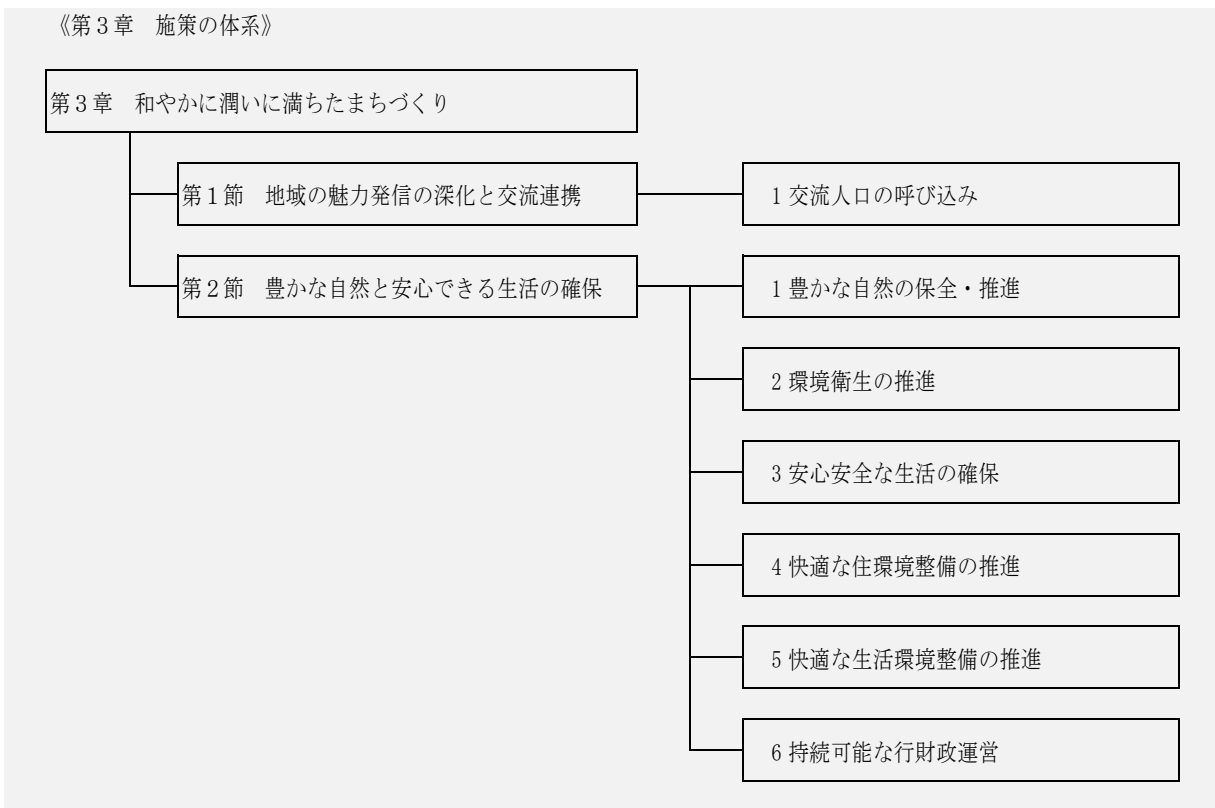 《第３章　施策の体系》
第３章　和やかに潤いに満ちたまちづくり
第１節　地域の魅力発信の深化と交流連携
1 交流人口の呼び込み
第２節　豊かな自然と安心できる生活の確保
1 豊かな自然の保全・推進
2 環境衛生の推進
3 安心安全な生活の確保
4 快適な住環境整備の推進
5 快適な生活環境整備の推進
6 持続可能な行財政運営